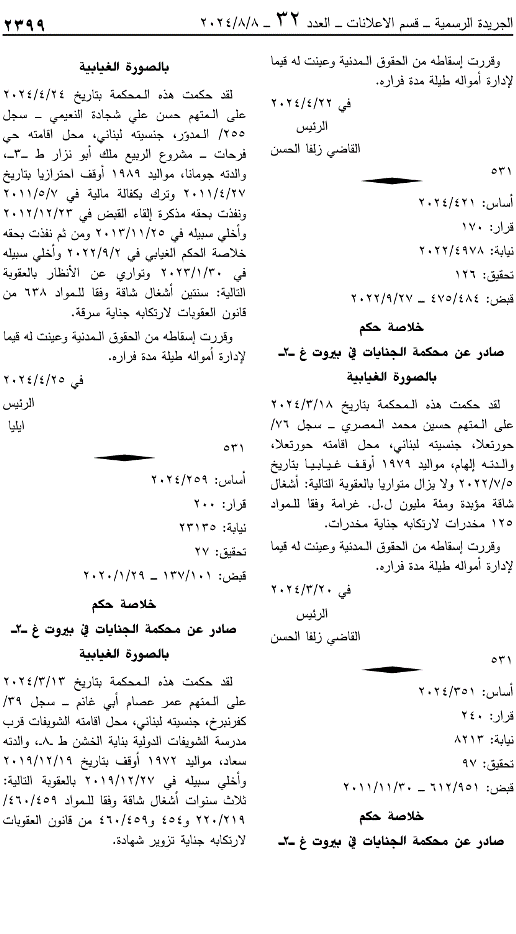 الجريدة الرسمية ــ قسم الاعلانات ــ العدد ٣٢ ــ ٢٠٢٤/٨/٨
٢٣٩٩
وقررت إسقاطه من الحقوق المدنية وعينت له قيما
لإدارة أمواله طيلة مدة فراره.
في ٢٠٢٤/٤/٢٢
الرئيس
القاضي زلفا الحسن
٥٣١
أساس: ٢٠٢٤/٤٢١
قرار: ١٧٠
نيابة: ٢٠٢٢/٤٩٧٨
تحقيق: ١٢٦
قبض: ٤٧٥/٤٨٤ ــ ٢٠٢٢/٩/٢٧
خلاصة حكم
صادر عن محكمة الجنايات في بيروت غ ــ٢ــ
بالصورة الغيابية
لقد حكمت هذه المحكمة بتاريخ ٢٠٢٤/٣/١٨
على المتهم حسين محمد المصري ــ سجل ٧٦/
حورتعلا، جنسيته لبناني، محل اقامته حورتعلا،
والدته إلهام، مواليد ١٩٧٩ أوقف غيابيا بتاريخ
٢٠٢٢/٧/٥ ولا يزال متواريا بالعقوبة التالية: أشغال
شاقة مؤبدة ومئة مليون ل.ل. غرامة وفقا للمواد
١٢٥ مخدرات لارتكابه جناية مخدرات.
وقررت إسقاطه من الحقوق المدنية وعينت له قيما
لإدارة أمواله طيلة مدة فراره.
في ٢٠٢٤/٣/٢٠
الرئيس
القاضي زلفا الحسن
٥٣١
أساس: ٢٠٢٤/٣٥١
قرار: ٢٤٠
نيابة: ٨٢١٣
تحقيق: ٩٧
قبض: ٦١٢/٩٥١ ــ ٢٠١١/١١/٣٠
خلاصة حكم
صادر عن محكمة الجنايات في بيروت غ ــ٢ــ
بالصورة الغيابية
لقد حكمت هذه المحكمة بتاريخ ٢٠٢٤/٤/٢٤
على المتهم حسن علي شجادة النعيمي ــ سجل
٢٥٥/ المدوّر، جنسيته لبناني، محل اقامته حي
فرحات ــ مشروع الربيع ملك أبو نزار ط ــ٣ــ،
والدته جومانا، مواليد ١٩٨٩ أوقف احترازيا بتاريخ
٢٠١١/٤/٢٧ وترك بكفالة مالية في ٢٠١١/٥/٧
ونفذت بحقه مذكرة إلقاء القبض في ٢٠١٢/١٢/٢٣
وأخلي سبيله في ٢٠١٣/١١/٢٥ ومن ثم نفذت بحقه
خلاصة الحكم الغيابي في ٢٠٢٢/٩/٢ وأخلي سبيله
في ٢٠٢٣/١/٣٠ وتواري عن الأنظار بالعقوبة
التالية: سنتين أشغال شاقة وفقا للمواد ٦٣٨ من
قانون العقوبات لارتكابه جناية سرقة.
وقررت إسقاطه من الحقوق المدنية وعينت له قيما
لإدارة أمواله طيلة مدة فراره.
في ٢٠٢٤/٤/٢٥
الرئيس
ايليا
٥٣١
أساس: ٢٠٢٤/٢٥٩
قرار: ٢٠٠
نيابة: ٢٣١٣٥
تحقيق: ٢٧
قبض: ١٣٧/١٠١ ــ ٢٠٢٠/١/٢٩
خلاصة حكم
صادر عن محكمة الجنايات في بيروت غ ــ٢ــ
بالصورة الغيابية
لقد حكمت هذه المحكمة بتاريخ ٢٠٢٤/٣/١٣
على المتهم عمر عصام أبي غانم ــ سجل ٣٩/
كفرنبرخ، جنسيته لبناني، محل اقامته الشويفات قرب
مدرسة الشويفات الدولية بناية الخشن ط ــ٨ــ، والدته
سعاد، مواليد ١٩٧٢ أوقف بتاريخ ٢٠١٩/١٢/١٩
وأخلي سبيله في ٢٠١٩/١٢/٢٧ بالعقوبة التالية:
ثلاث سنوات أشغال شاقة وفقا للمواد ٤٦٠/٤٥٩/
٢٢٠/٢١٩ و٤٥٤ و٤٦٠/٤٥٩ من قانون العقوبات
لارتكابه جناية تزوير شهادة.